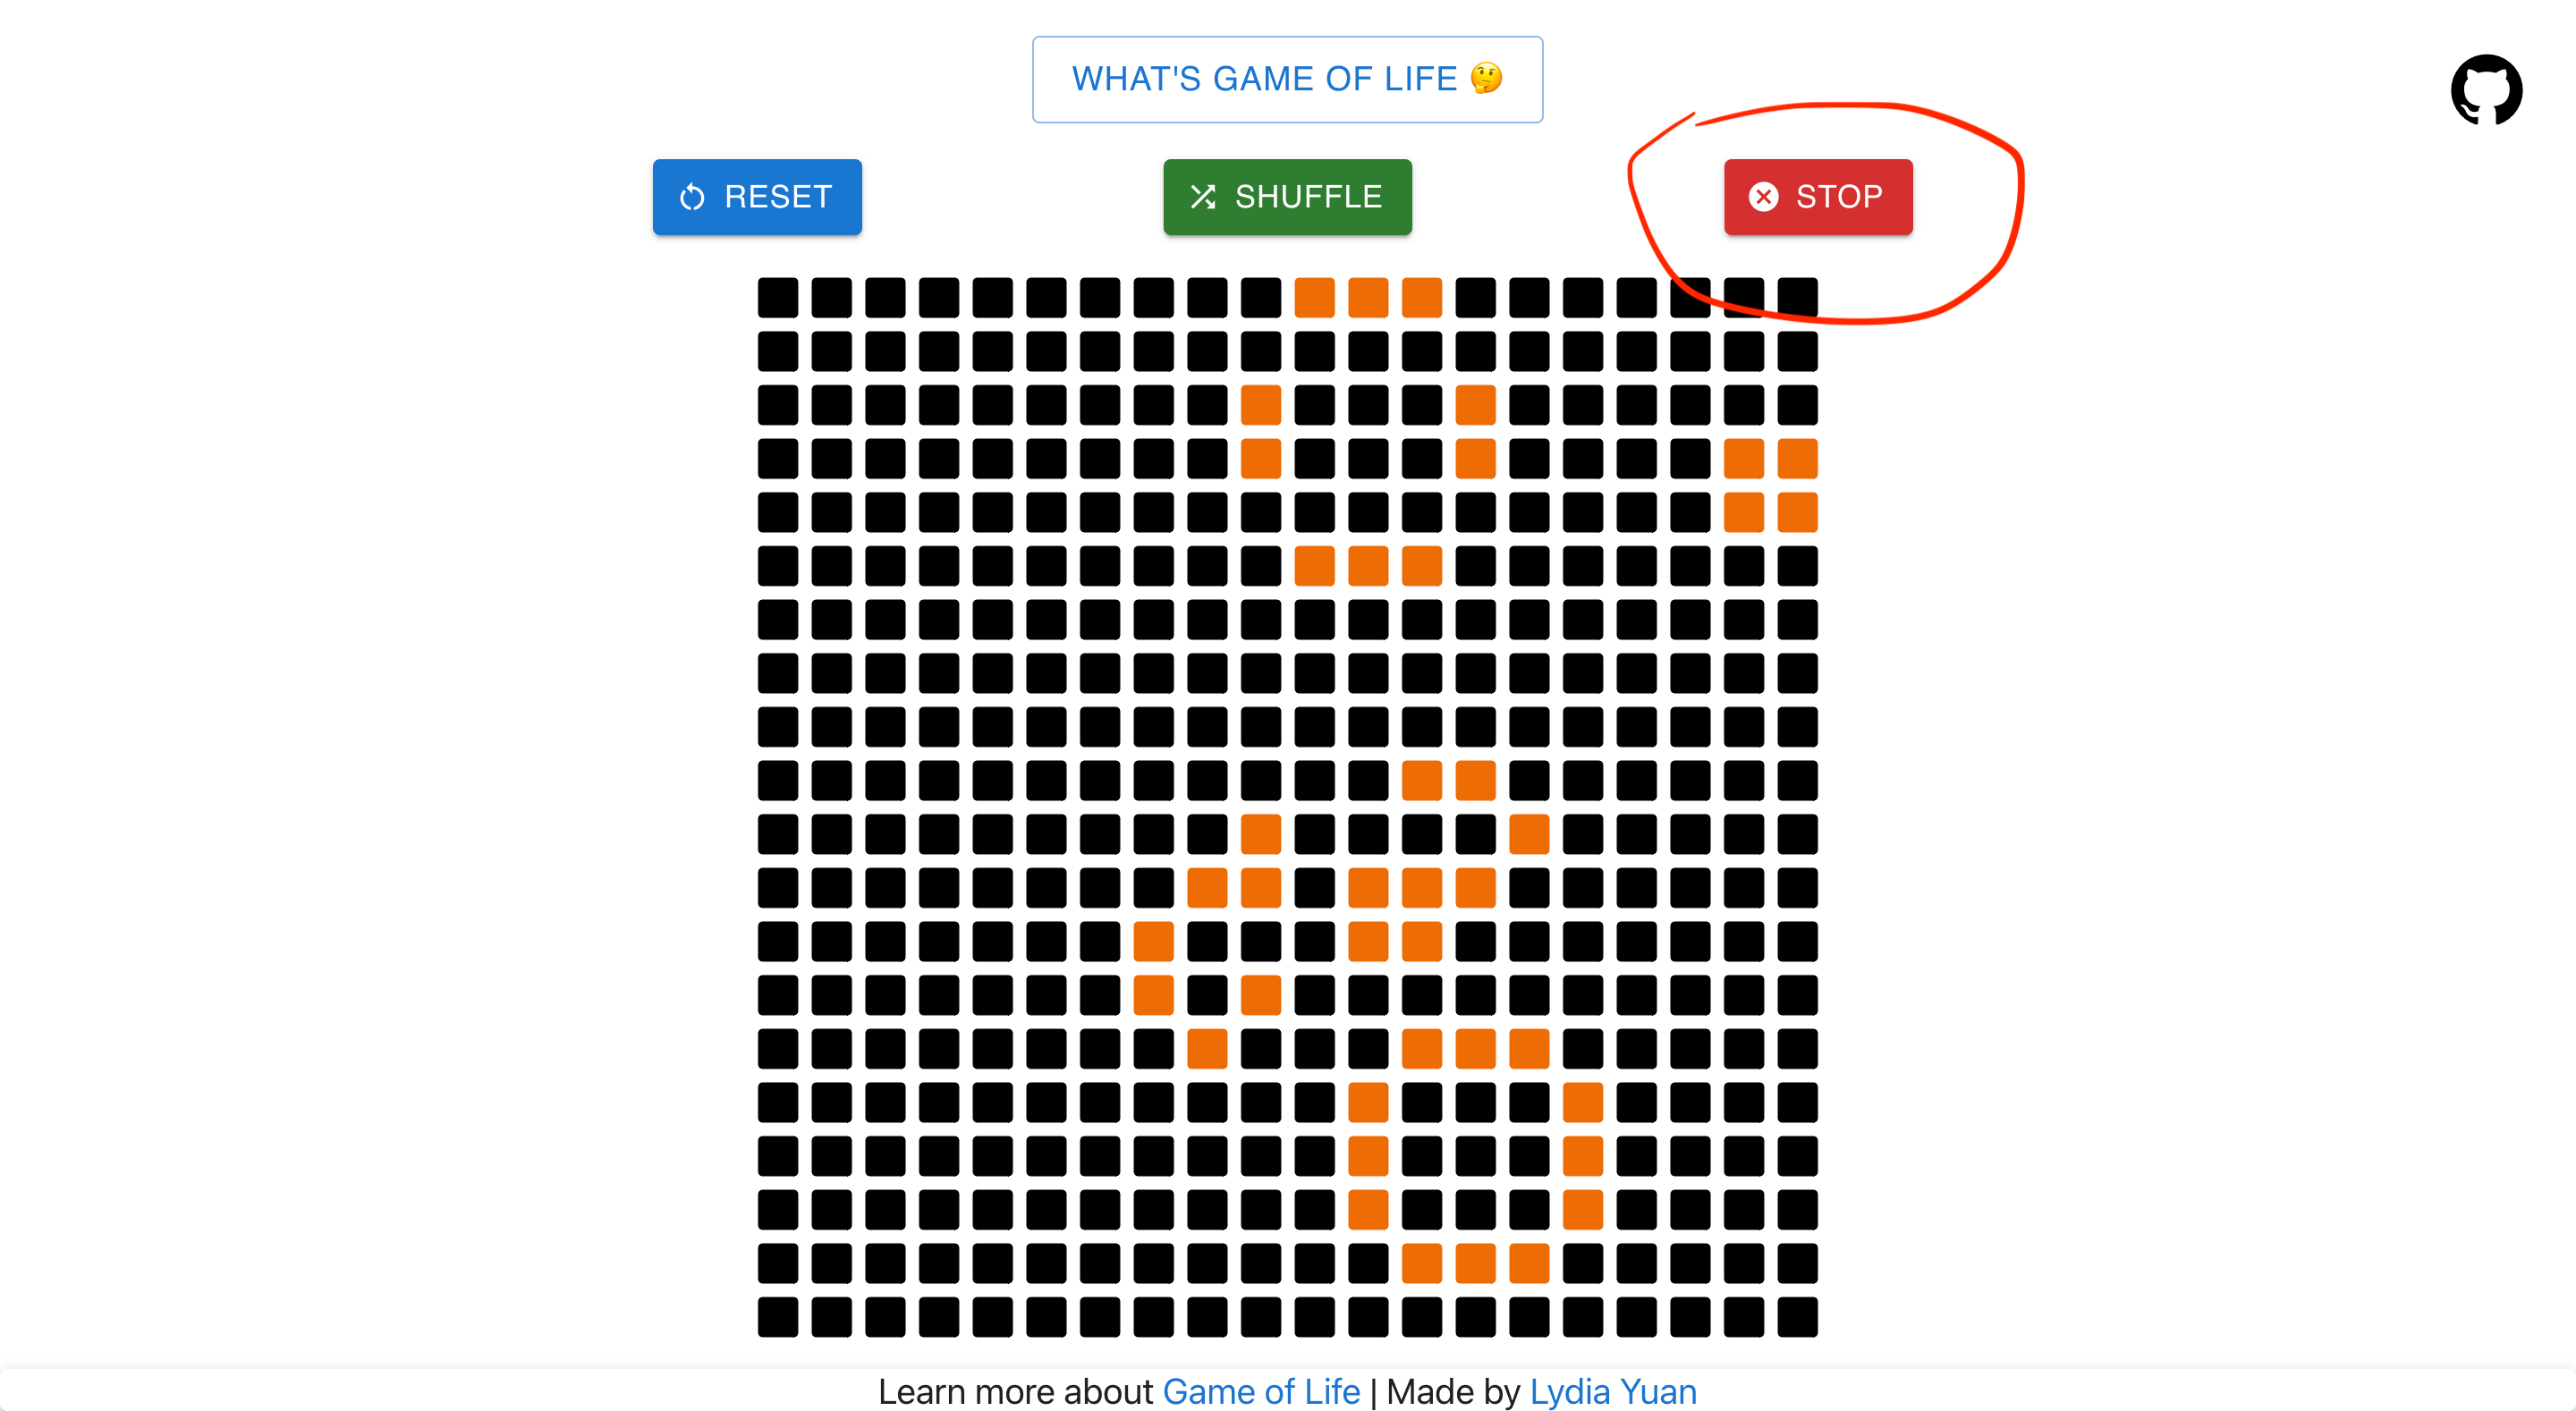 WHAT'S GAME OF LIFE 🤔
RESET
SHUFFLE
STOP
Learn more about Game of Life | Made by Lydia Yuan